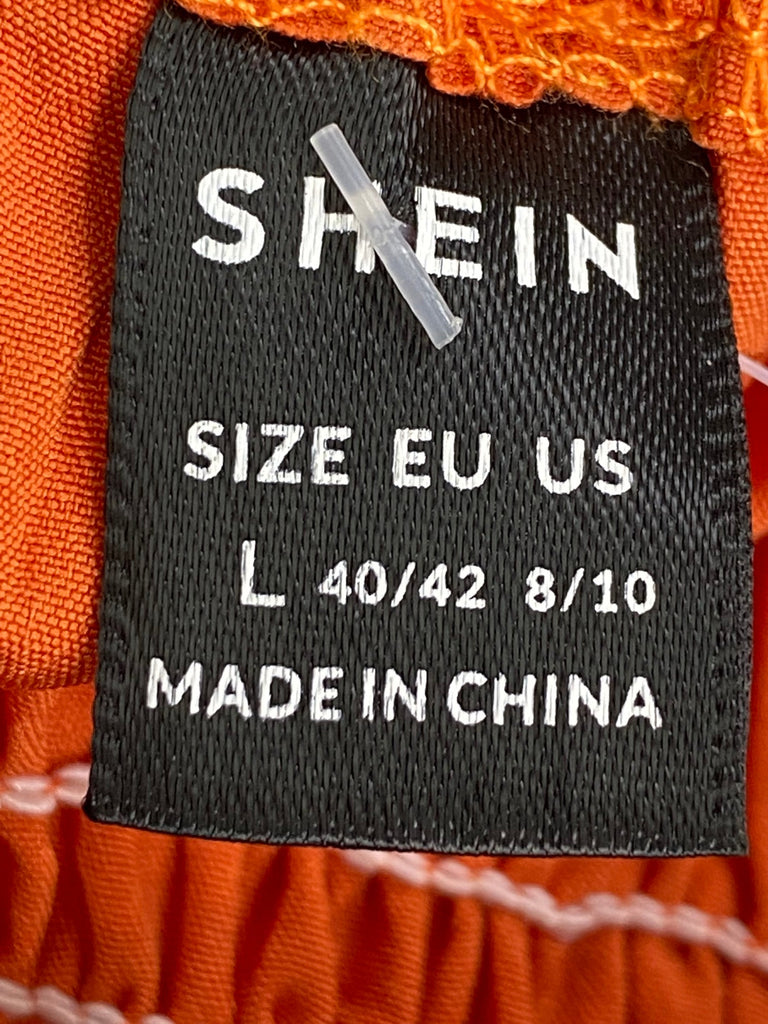 SHEIN
SIZE EU US
L 40/42 8/10
MADE IN CHINA